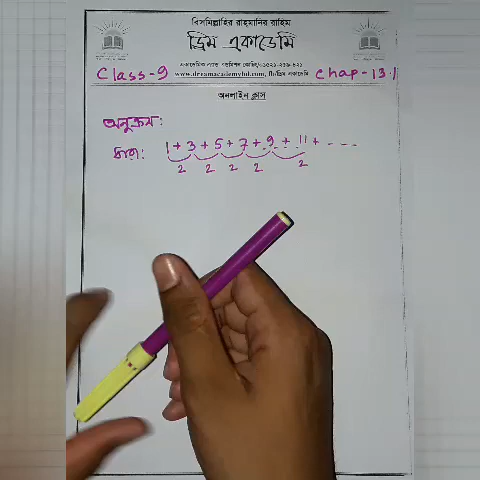 বিসমিল্লাহির রাহমানির রাহিম
ড্রিম একাডেমি
Class-9
www.dreamacademybd.com,
ড্রিম একাডেমি
Chap-13.1
অনলাইন ক্লাস
অনুক্রম:
ধারা: 1 + 3 + 5 + 7 + 9 + 11 + - - -
2 2 2 2 2